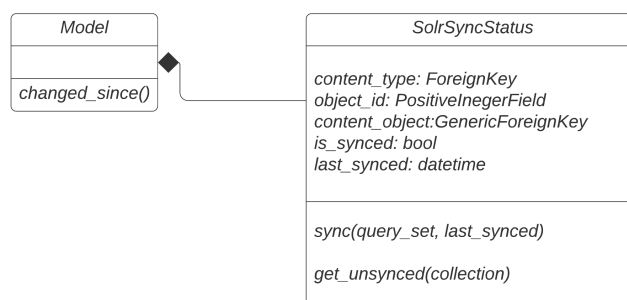 Model
changed_since()
SolrSyncStatus
content_type: ForeignKey
object_id: PositiveInegerField
content_object:GenericForeignKey
is_synced: bool
last_synced: datetime
sync(query_set, last_synced)
get_unsynced(collection)